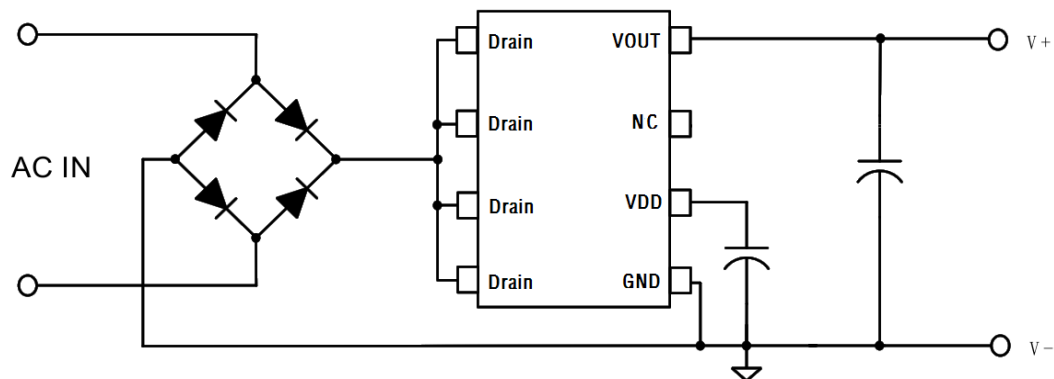 AC IN
Drain
Drain
Drain
Drain
VOUT
NC
VDD
GND
V+
V-